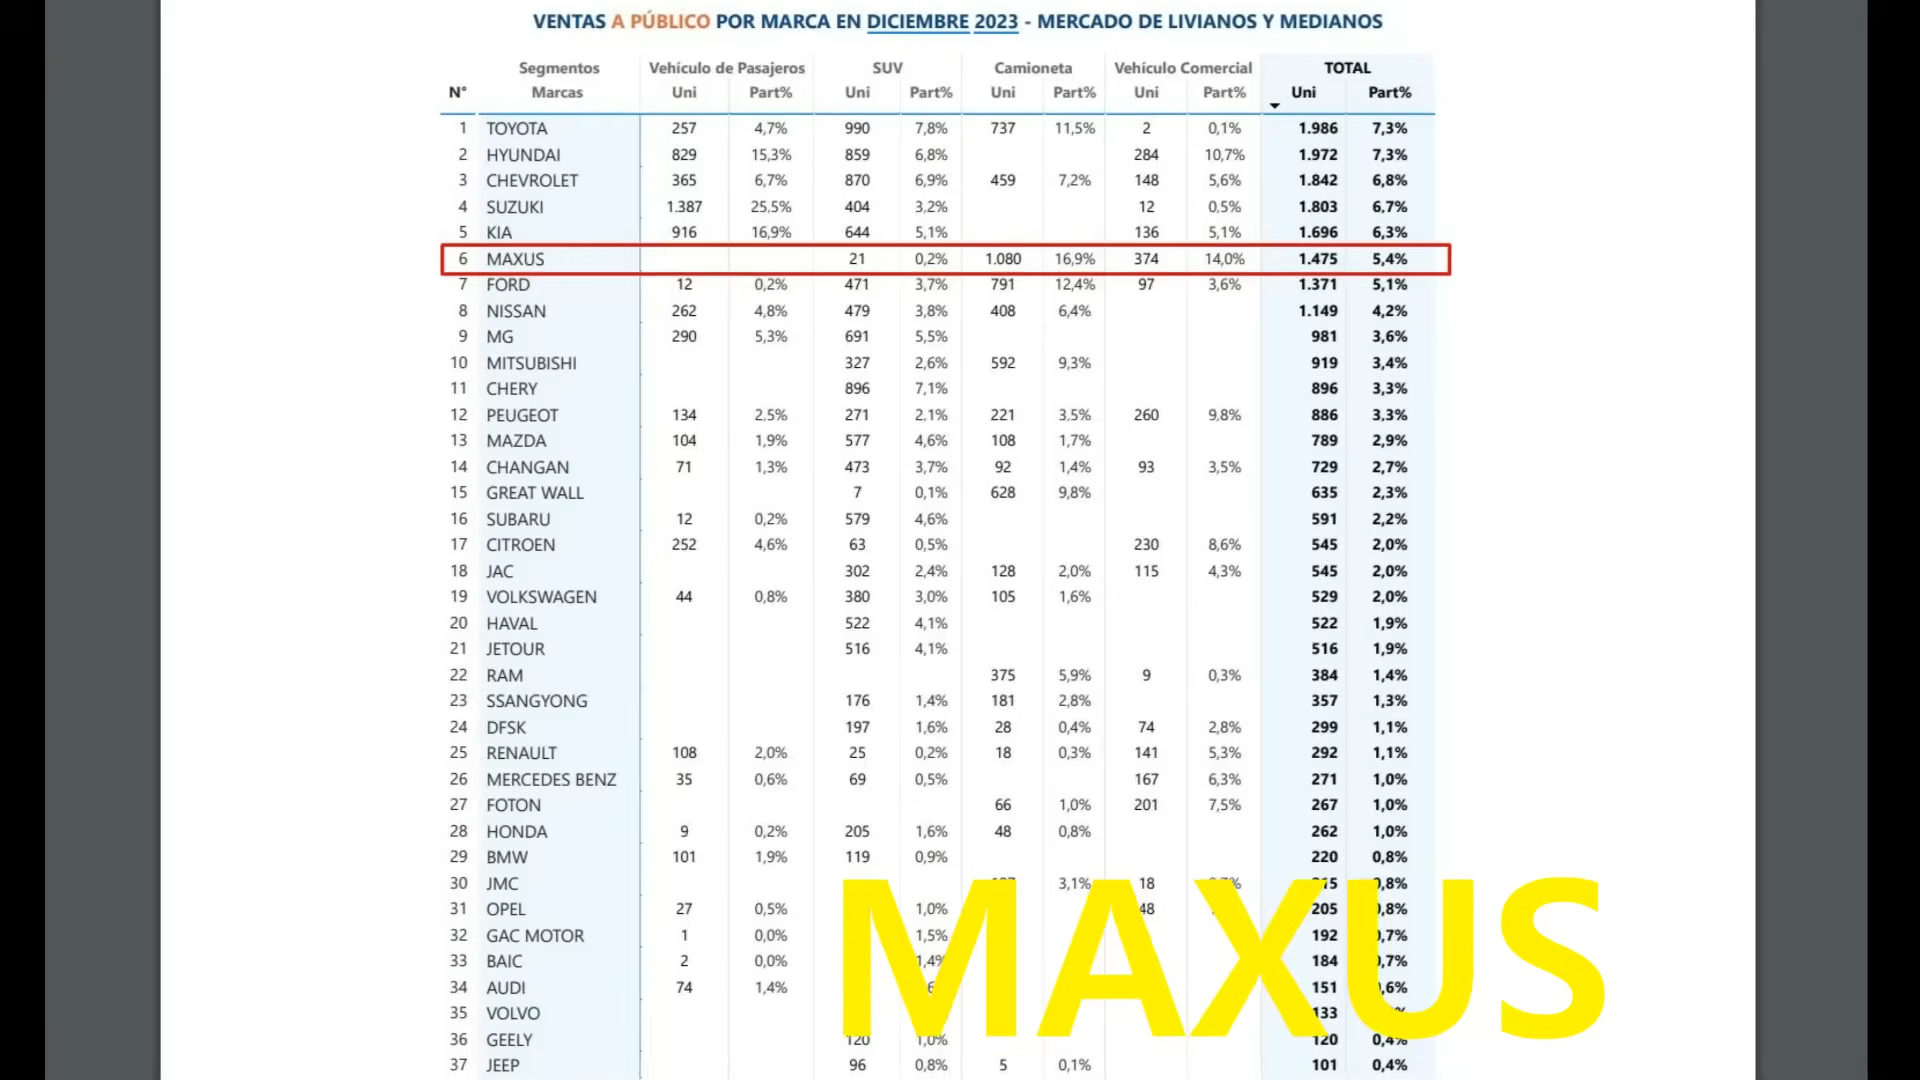 VENTAS A PÚBLICO POR MARCA EN DICIEMBRE 2023 - MERCADO DE LIVIANOS Y MEDIANOS
Segmentos Vehículo de Pasajeros SUV Camioneta Vehículo Comercial TOTAL
N° Marcas Uni Part% Uni Part% Uni Part% Uni Part% Uni Part%
1 TOYOTA 257 4,7% 990 7,8% 737 11,5% 2 0,1% 1.986 7,3%
2 HYUNDAI 829 15,3% 859 6,8% 284 10,7% 1.972 7,3%
3 CHEVROLET 365 6,7% 870 6,9% 459 7,2% 148 5,6% 1.842 6,8%
4 SUZUKI 1.387 25,5% 404 3,2% 12 0,5% 1.803 6,7%
5 KIA 916 16,9% 644 5,1% 136 5,1% 1.696 6,3%
6 MAXUS 21 0,2% 1.080 16,9% 374 14,0% 1.475 5,4%
7 FORD 12 0,2% 471 3,7% 791 12,4% 97 3,6% 1.371 5,1%
8 NISSAN 262 4,8% 479 3,8% 408 6,4% 1.149 4,2%
9 MG 290 5,3% 691 5,5% 981 3,6%
10 MITSUBISHI 327 2,6% 592 9,3% 919 3,4%
11 CHERY 896 7,1% 896 3,3%
12 PEUGEOT 134 2,5% 271 2,1% 221 3,5% 260 9,8% 886 3,3%
13 MAZDA 104 1,9% 577 4,6% 108 1,7% 789 2,9%
14 CHANGAN 71 1,3% 473 3,7% 92 1,4% 93 3,5% 729 2,7%
15 GREAT WALL 7 0,1% 628 9,8% 635 2,3%
16 SUBARU 12 0,2% 579 4,6% 591 2,2%
17 CITROEN 252 4,6% 63 0,5% 230 8,6% 545 2,0%
18 JAC 302 2,4% 128 2,0% 115 4,3% 545 2,0%
19 VOLKSWAGEN 44 0,8% 380 3,0% 105 1,6% 529 2,0%
20 HAVAL 522 4,1% 522 1,9%
21 JETOUR 516 4,1% 516 1,9%
22 RAM 375 5,9% 9 0,3% 384 1,4%
23 SSANGYONG 176 1,4% 181 2,8% 357 1,3%
24 DFSK 197 1,6% 28 0,4% 74 2,8% 299 1,1%
25 RENAULT 108 2,0% 25 0,2% 18 0,3% 141 5,3% 292 1,1%
26 MERCEDES BENZ 35 0,6% 69 0,5% 167 6,3% 271 1,0%
27 FOTON 66 1,0% 201 7,5% 267 1,0%
28 HONDA 9 0,2% 205 1,6% 48 0,8% 262 1,0%
29 BMW 101 1,9% 119 0,9% 220 0,8%
30 JMC 3,1% 18
31 OPEL 27 0,5% 1,0% 48 205
32 GAC MOTOR 1 0,0% 1,5% 192
33 BAIC 2 0,0% 184
34 AUDI 74 1,4% 151
35 VOLVO 133
36 GEELY 120 1,0% 120 0,4%
37 JEEP 96 0,8% 5 0,1% 101 0,4%
MAXUS